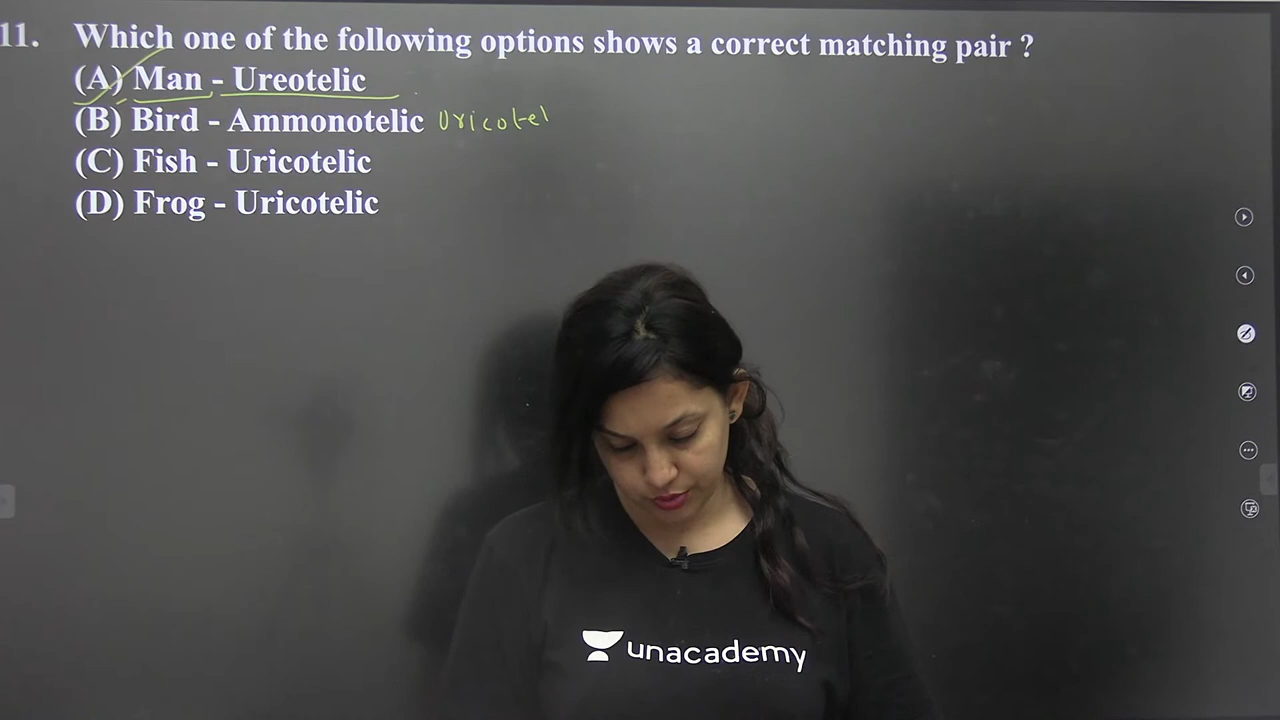 11. Which one of the following options shows a correct matching pair ?
(A) Man - Ureotelic
(B) Bird - Ammonotelic Uricotel
(C) Fish - Uricotelic
(D) Frog - Uricotelic
unacademy